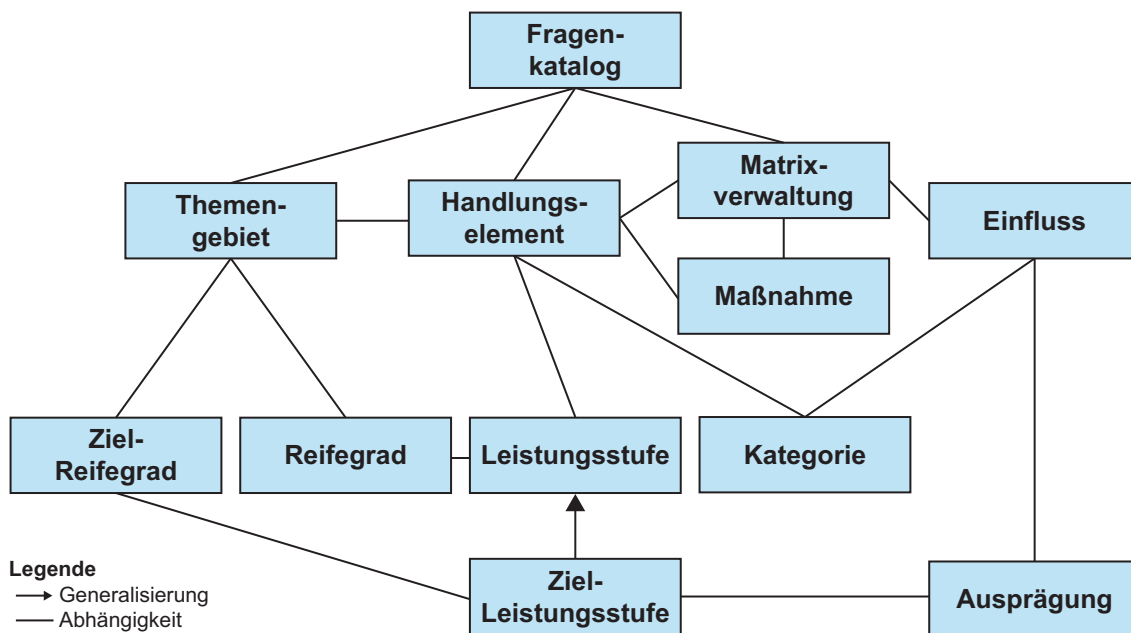 Fragen-
katalog
Themen-
gebiet
Handlungs-
element
Matrix-
verwaltung
Einfluss
Maßnahme
Ziel-
Reifegrad
Reifegrad
Leistungsstufe
Kategorie
Ziel-
Leistungsstufe
Ausprägung
Legende
Generalisierung
Abhängigkeit